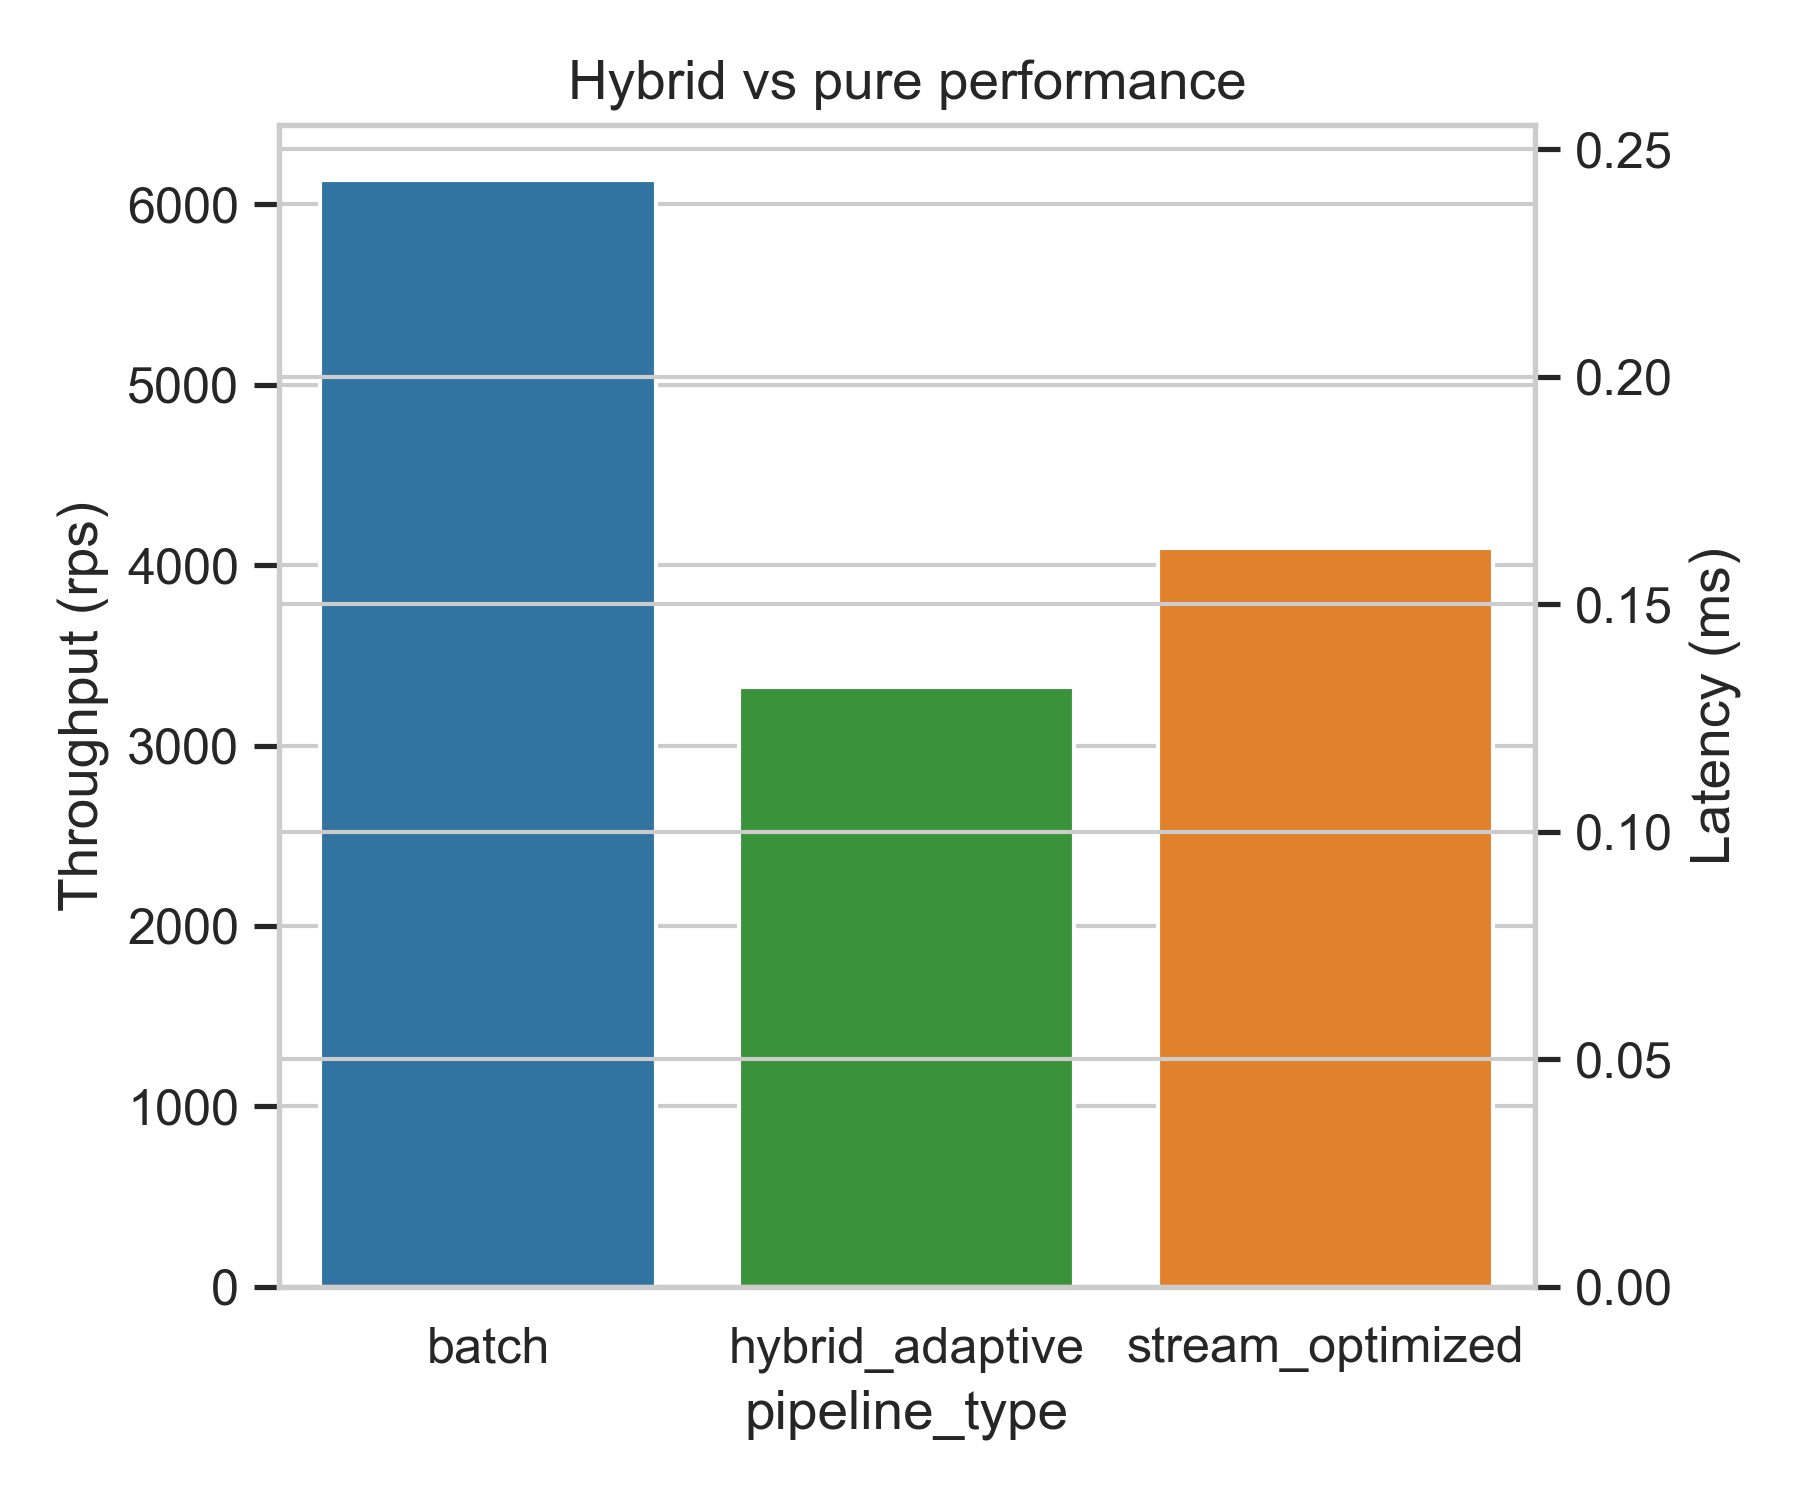 Hybrid vs pure performance
Throughput (rps)
6000
5000
4000
3000
2000
1000
0
0.25
0.20
0.15
0.10
0.05
0.00
Latency (ms)
batch
hybrid_adaptive
stream_optimized
pipeline_type